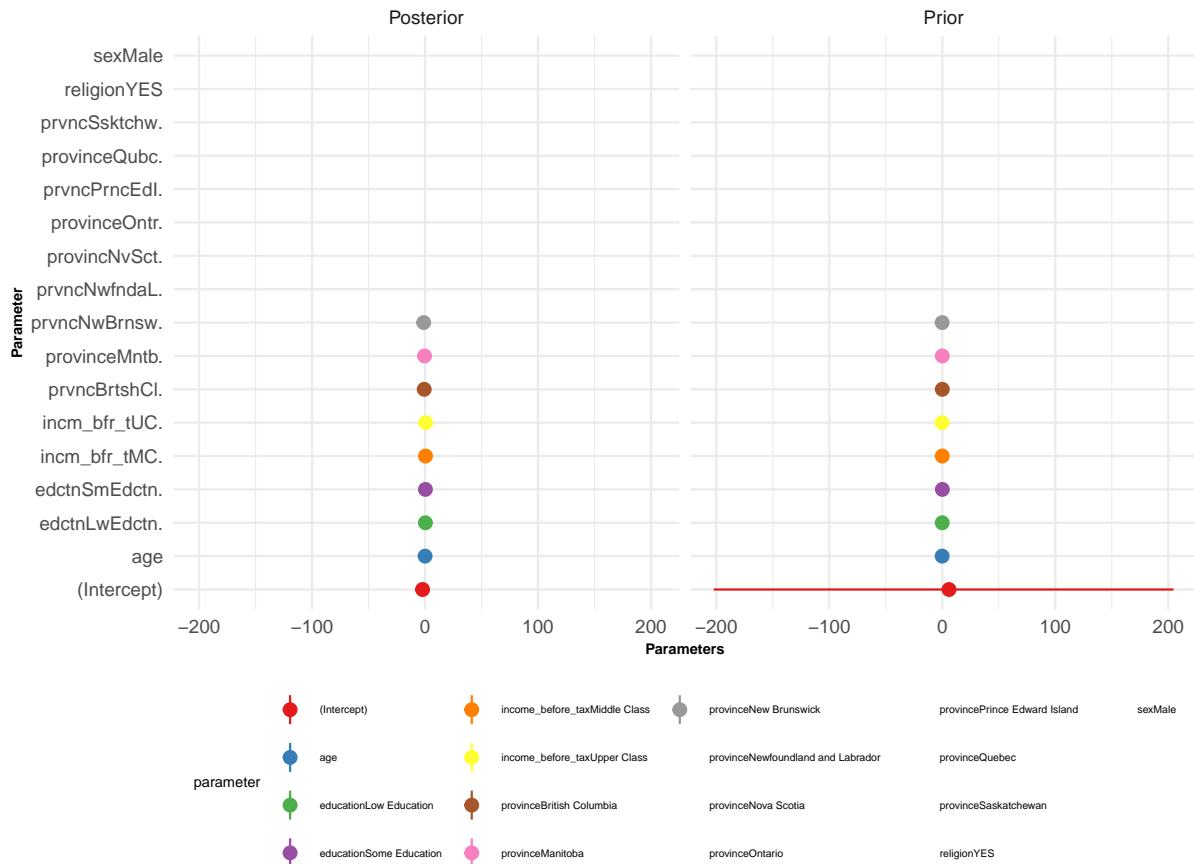 Posterior
Prior
sexMale
religionYES
prvncSsktchw.
provinceQubc.
prvncPrncEdI.
provinceOntr.
provincNvSct.
prvncNwfndaL.
prvncNwBrnsw.
provinceMntb.
prvncBrtshCl.
incm_bfr_tUC.
incm_bfr_tMC.
edctnSmEdctn.
edctnLwEdctn.
age
(Intercept)
Parameter
−200 −100 0 100 200
−200 −100 0 100 200
Parameters
parameter
(Intercept)
age
educationLow Education
educationSome Education
income_before_taxMiddle Class
income_before_taxUpper Class
provinceBritish Columbia
provinceManitoba
provinceNew Brunswick
provinceNewfoundland and Labrador
provinceNova Scotia
provinceOntario
provincePrince Edward Island
provinceQuebec
provinceSaskatchewan
religionYES
sexMale